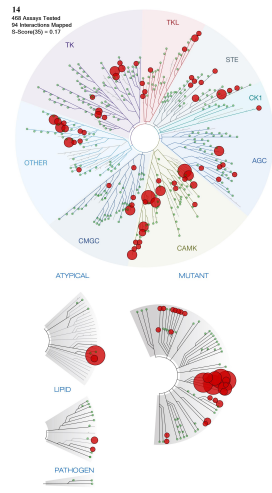 14
468 Assays Tested
94 Interactions Mapped
S-Score(35) = 0.17
TK
TKL
STE
CK1
AGC
CAMK
CMGC
OTHER
ATYPICAL
MUTANT
LIPID
PATHOGEN